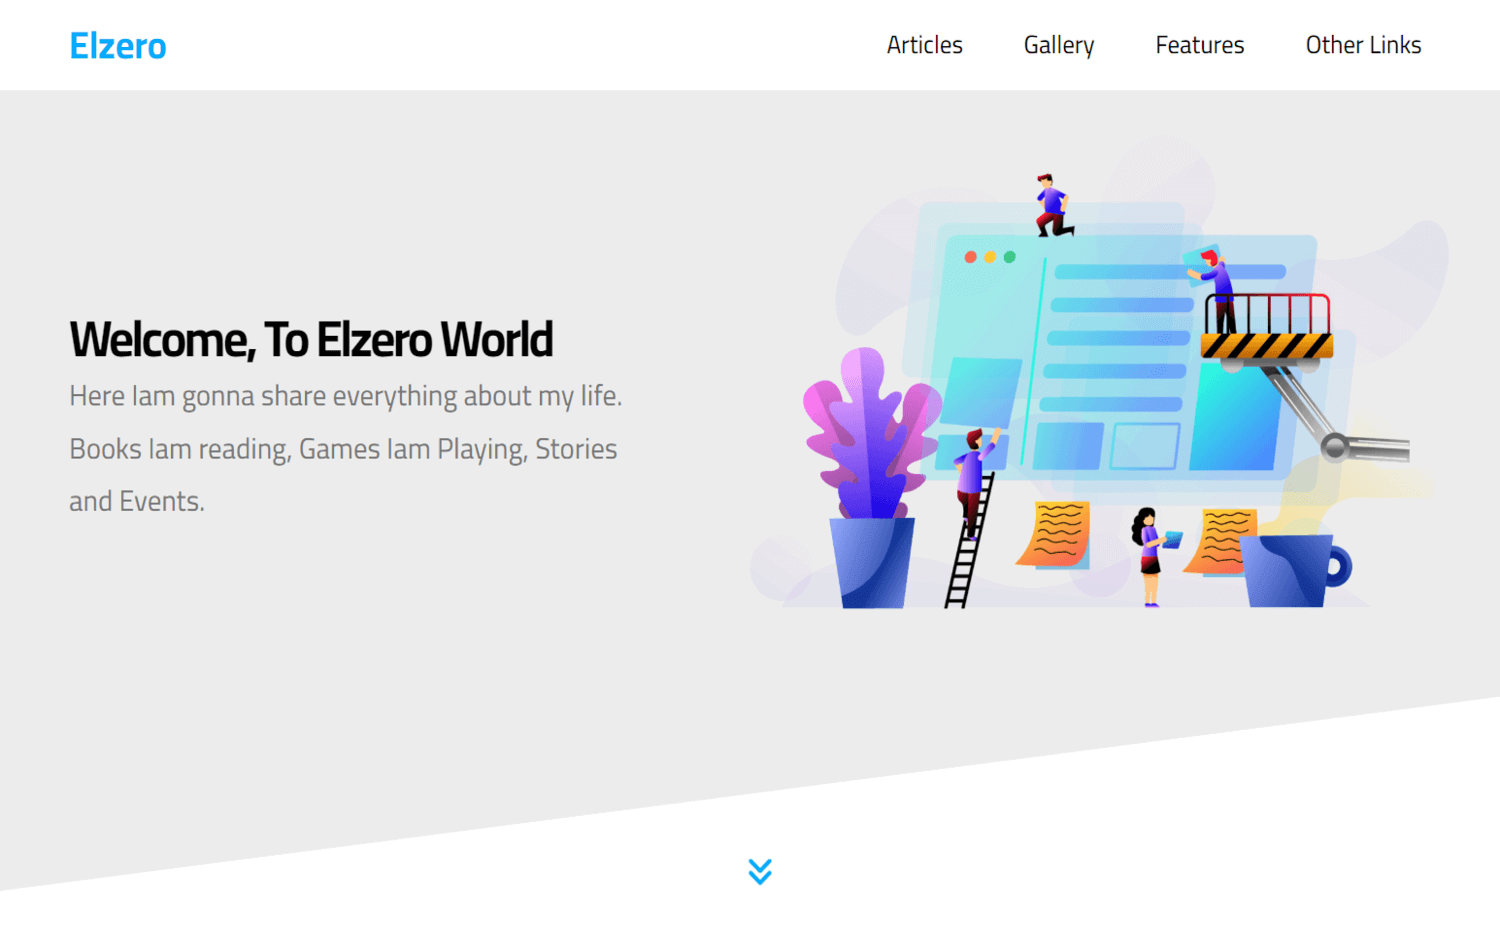 Elzero
Articles
Gallery
Features
Other Links
Welcome, To Elzero World
Here Iam gonna share everything about my life.
Books Iam reading, Games Iam Playing, Stories
and Events.